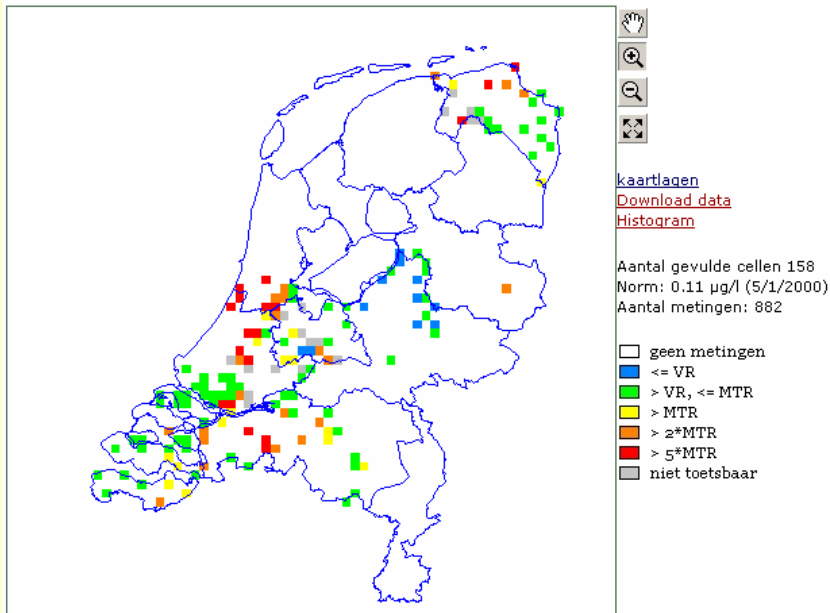 kaartlagen
Download data
Histogram
Aantal gevulde cellen 158
Norm: 0.11 µg/l (5/1/2000)
Aantal metingen: 882
geen metingen
<= VR
> VR, <= MTR
> MTR
> 2*MTR
> 5*MTR
niet toetsbaar